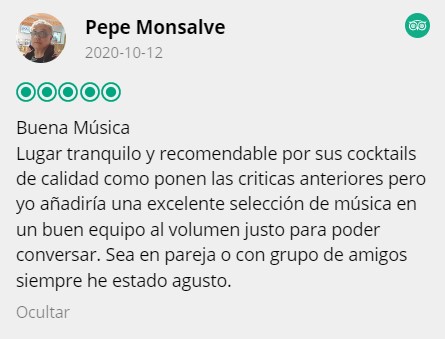 Pepe Monsalve
2020-10-12
Buena Música
Lugar tranquilo y recomendable por sus cocktails
de calidad como ponen las criticas anteriores pero
yo añadiría una excelente selección de música en
un buen equipo al volumen justo para poder
conversar. Sea en pareja o con grupo de amigos
siempre he estado agusto.
Ocultar